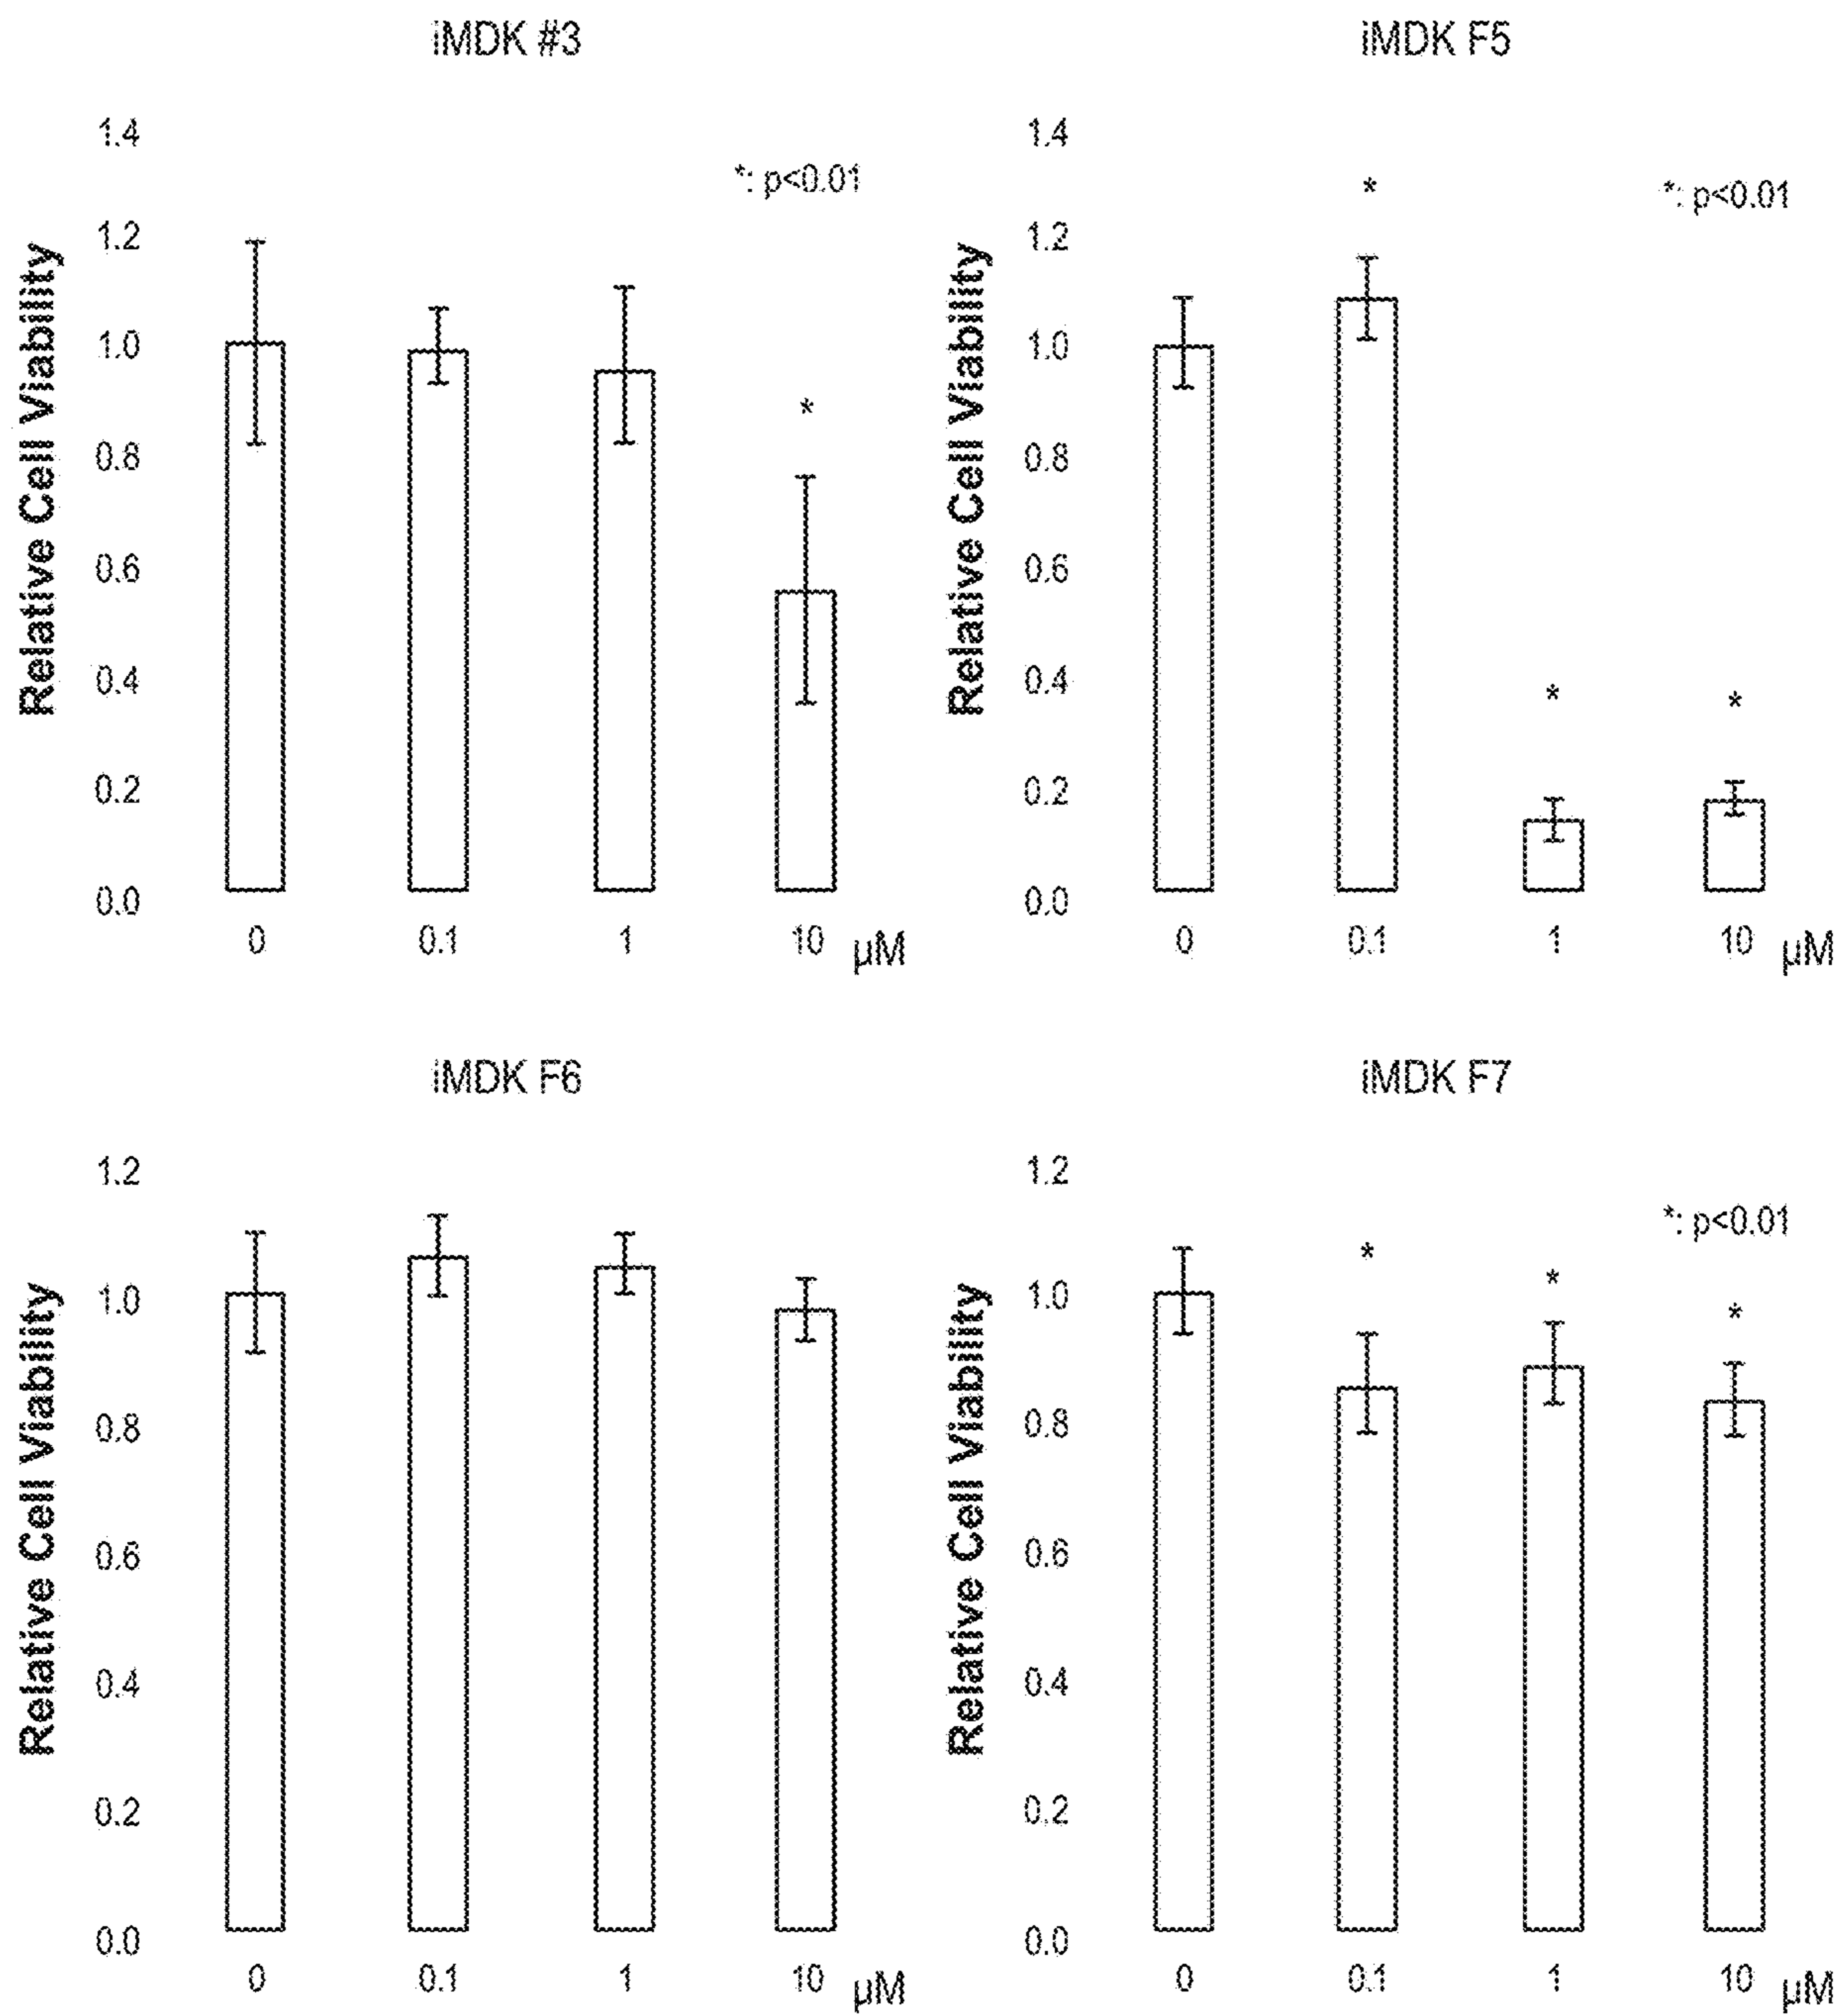 iMDK #3
1.4
*: p<0.01
1.2
1.0
*
0.8
0.6
0.4
0.2
0.0
Relative Cell Viability
0 0.1 1 10 µM
iMDK F5
1.4
* *: p<0.01
1.2
1.0
0.8
0.6
0.4
* *
0.2
0.0
Relative Cell Viability
0 0.1 1 10 µM
iMDK F6
1.2
1.0
0.8
0.6
0.4
0.2
0.0
Relative Cell Viability
0 0.1 1 10 µM
iMDK F7
1.2
*: p<0.01
* * *
1.0
0.8
0.6
0.4
0.2
0.0
Relative Cell Viability
0 0.1 1 10 µM